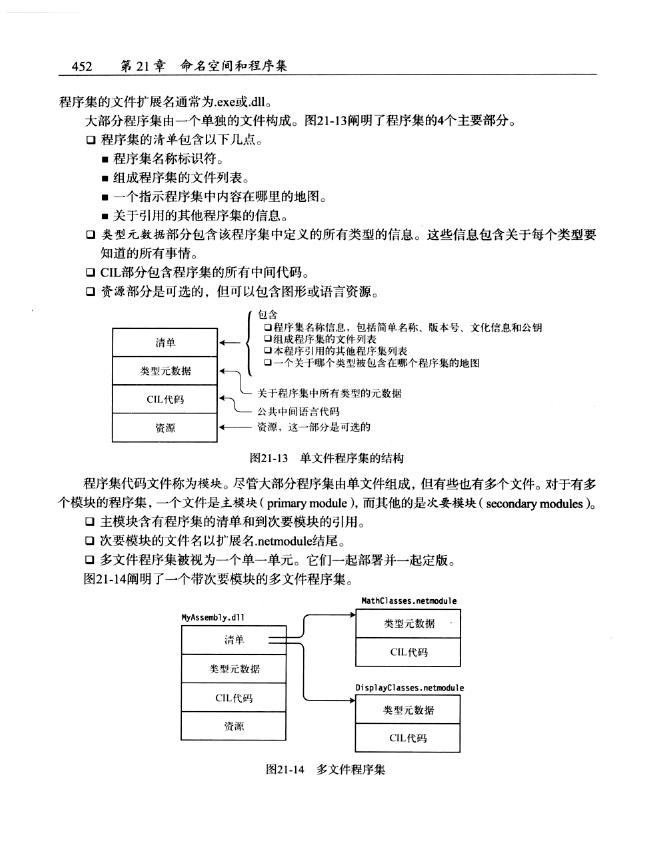 452 第21章 命名空间和程序集
程序集的文件扩展名通常为.exe或.dll。
大部分程序集由一个单独的文件构成。图21-13阐明了程序集的4个主要部分。
❑ 程序集的清单包含以下几点。
■ 程序集名称标识符。
■ 组成程序集的文件列表。
■ 一个指示程序集中内容在哪里的地图。
■ 关于引用的其他程序集的信息。
❑ 类型元数据部分包含该程序集中定义的所有类型的信息。这些信息包含关于每个类型要
知道的所有事情。
❑ CIL部分包含程序集的所有中间代码。
❑ 资源部分是可选的，但可以包含图形或语言资源。
包含
❑程序集名称信息，包括简单名称、版本号、文化信息和公钥
❑组成程序集的文件列表
❑本程序引用的其他程序集列表
❑一个关于哪个类型被包含在哪个程序集的地图
清单
类型元数据
关于程序集中所有类型的元数据
CIL代码
公共中间语言代码
资源
资源，这一部分是可选的
图21-13 单文件程序集的结构
程序集代码文件称为模块。尽管大部分程序集由单文件组成，但有些也有多个文件。对于有多
个模块的程序集，一个文件是主模块（primary module），而其他的是次要模块（secondary modules）。
❑ 主模块含有程序集的清单和到次要模块的引用。
❑ 次要模块的文件名以扩展名.netmodule结尾。
❑ 多文件程序集被视为一个单一单元。它们一起部署并一起定版。
图21-14阐明了一个带次要模块的多文件程序集。
MyAssembly.dll
清单
类型元数据
CIL代码
资源
MathClasses.netmodule
类型元数据
CIL代码
DisplayClasses.netmodule
类型元数据
CIL代码
图21-14 多文件程序集